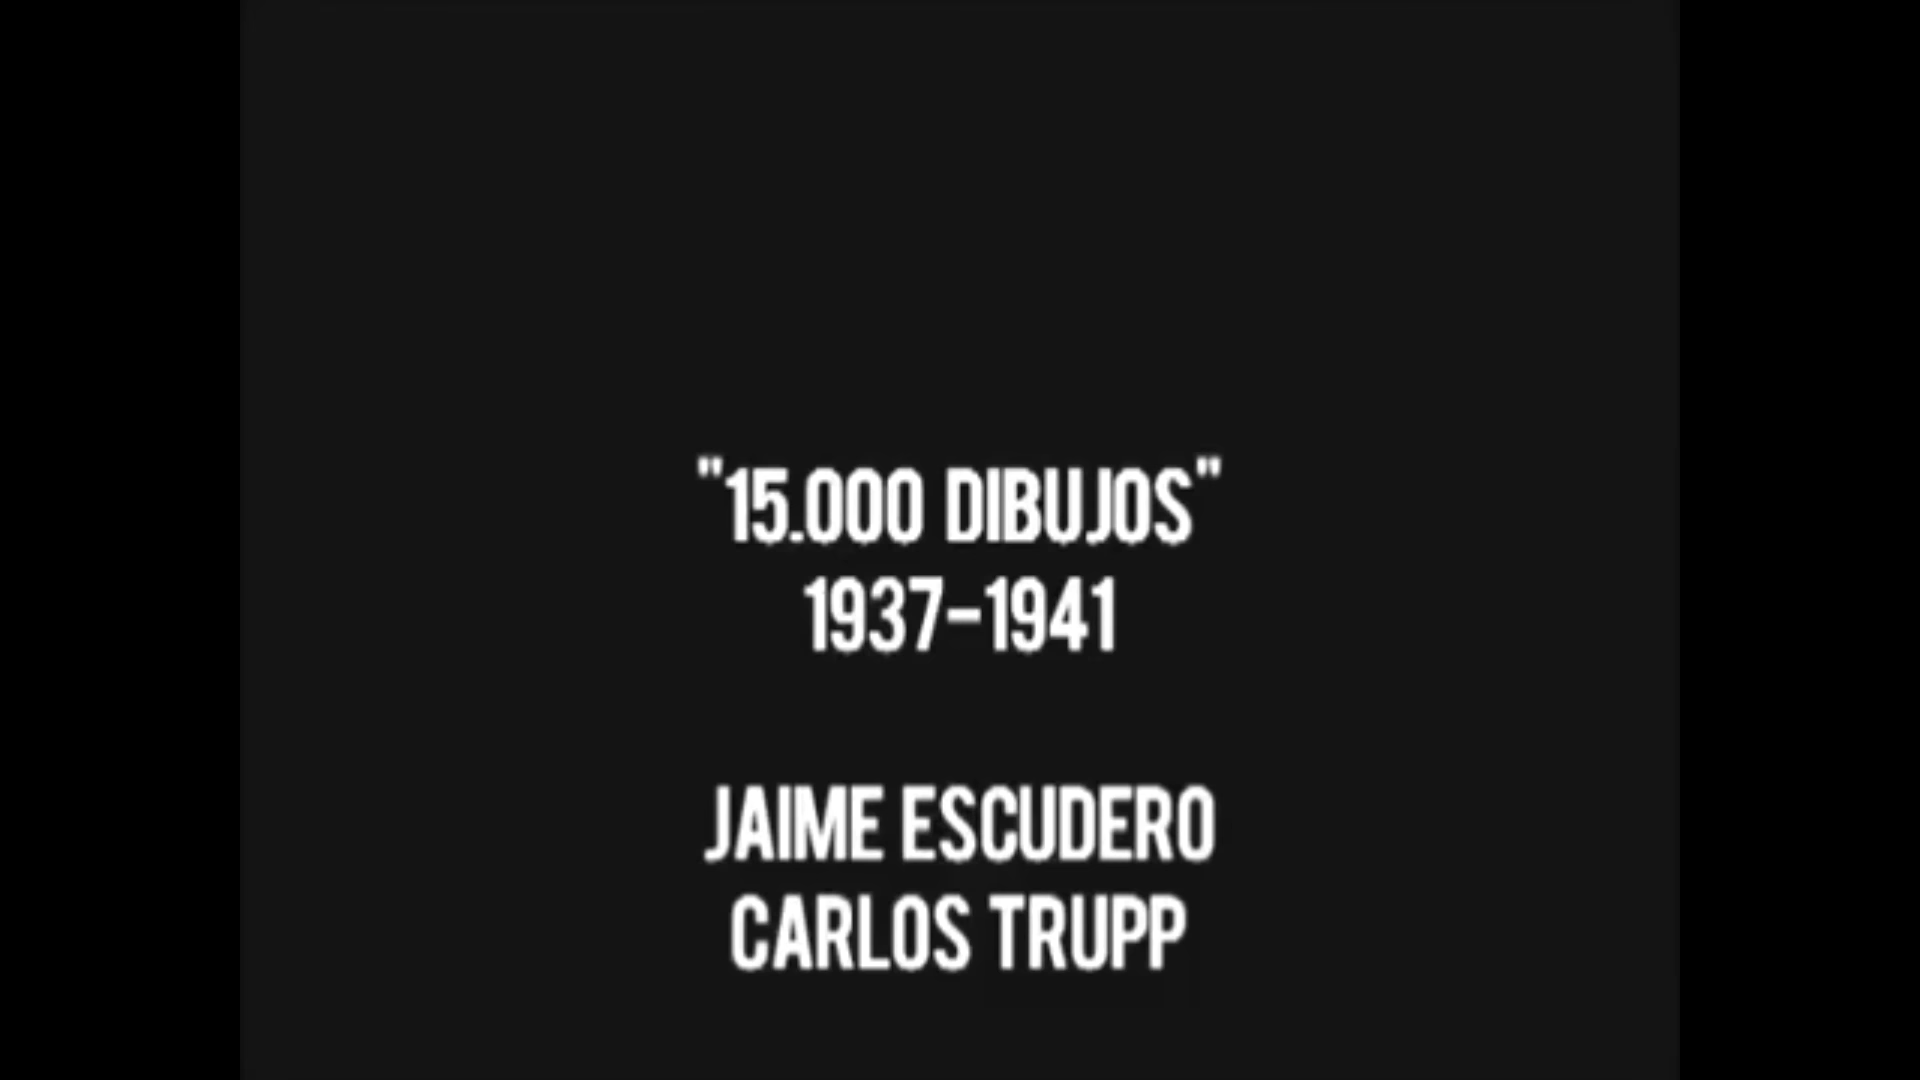 "15.000 DIBUJOS"
1937-1941
JAIME ESCUDERO
CARLOS TRUPP